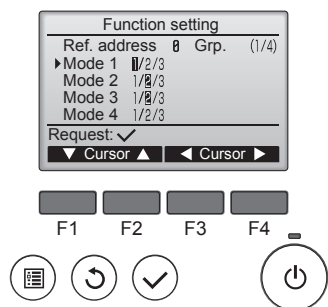 Function setting
Ref. address 0 Grp. (1/4)
Mode 1 1/2/3
Mode 2 1/2/3
Mode 3 1/2/3
Mode 4 1/2/3
Request: ✓
▼ Cursor ▲ ◀ Cursor ▶
F1 F2 F3 F4